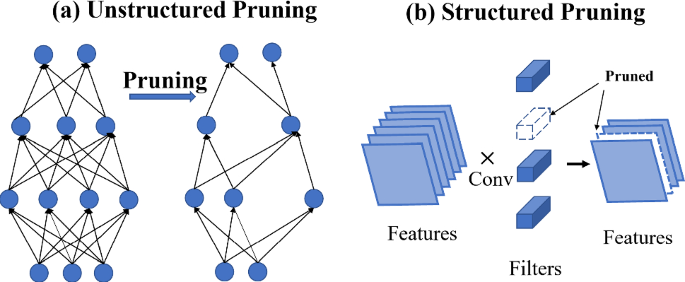 (a) Unstructured Pruning
Pruning
(b) Structured Pruning
Pruned
×
Conv
Features
Filters
Features